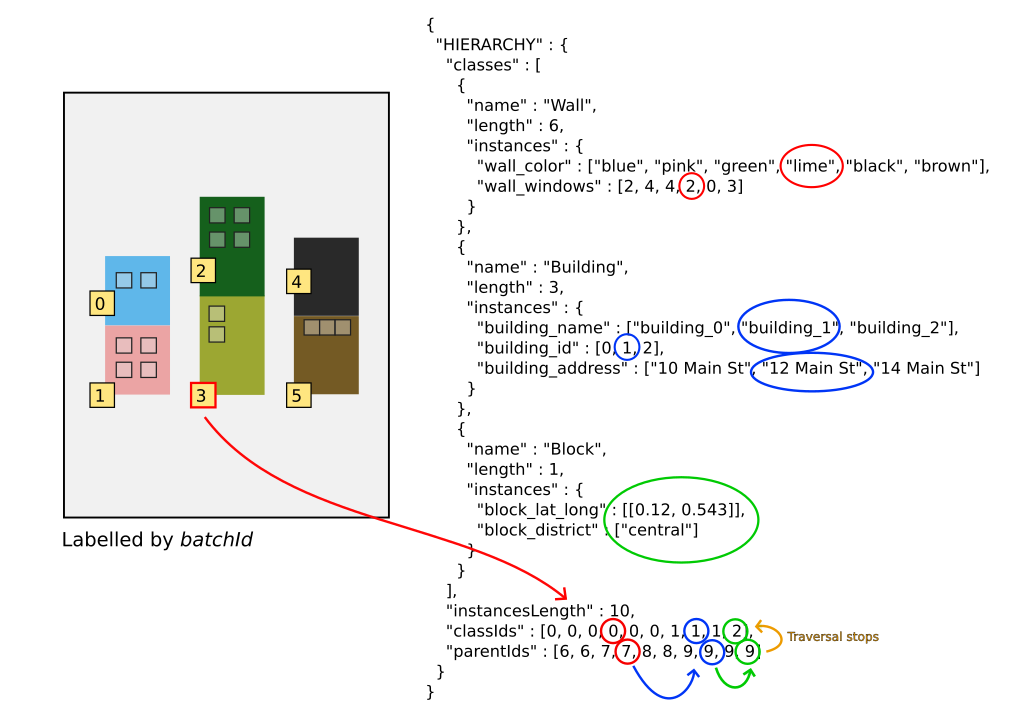 {
"HIERARCHY" : {
"classes" : [
{
"name" : "Wall",
"length" : 6,
"instances" : {
"wall_color" : ["blue", "pink", "green", "lime", "black", "brown"],
"wall_windows" : [2, 4, 4, 2, 0, 3]
}
},
{
"name" : "Building",
"length" : 3,
"instances" : {
"building_name" : ["building_0", "building_1", "building_2"],
"building_id" : [0, 1, 2],
"building_address" : ["10 Main St", "12 Main St", "14 Main St"]
}
},
{
"name" : "Block",
"length" : 1,
"instances" : {
"block_lat_long" : [[0.12, 0.543]],
"block_district" : ["central"]
}
}
],
"instancesLength" : 10,
"classIds" : [0, 0, 0, 0, 0, 0, 1, 1, 1, 2],
"parentIds" : [6, 6, 7, 7, 8, 8, 9, 9, 9, 9]
}
}
Traversal stops
0
1
2
3
4
5
Labelled by batchId